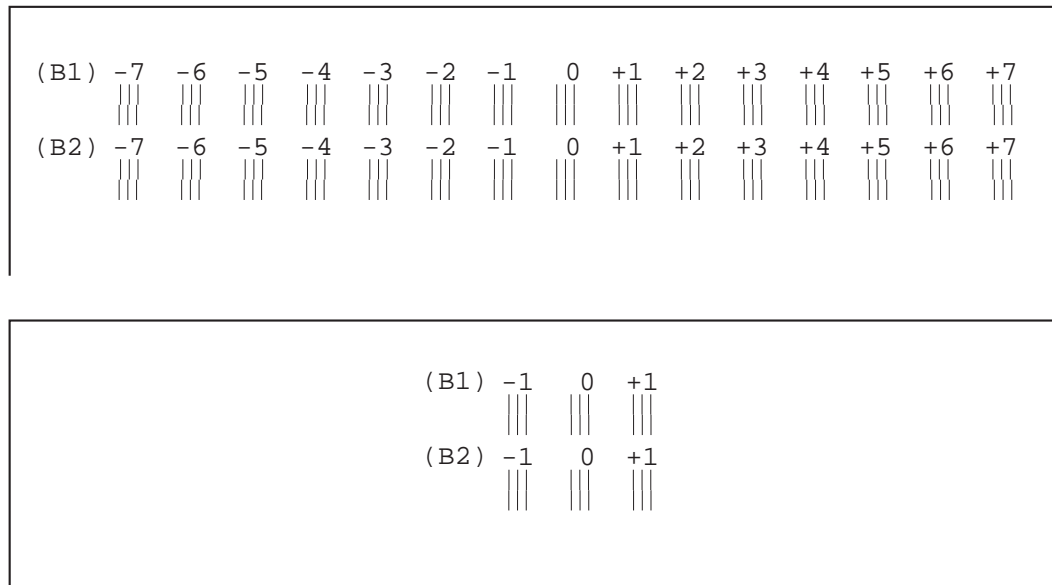 (B1) -7 -6 -5 -4 -3 -2 -1 0 +1 +2 +3 +4 +5 +6 +7
(B2) -7 -6 -5 -4 -3 -2 -1 0 +1 +2 +3 +4 +5 +6 +7
(B1) -1 0 +1
(B2) -1 0 +1